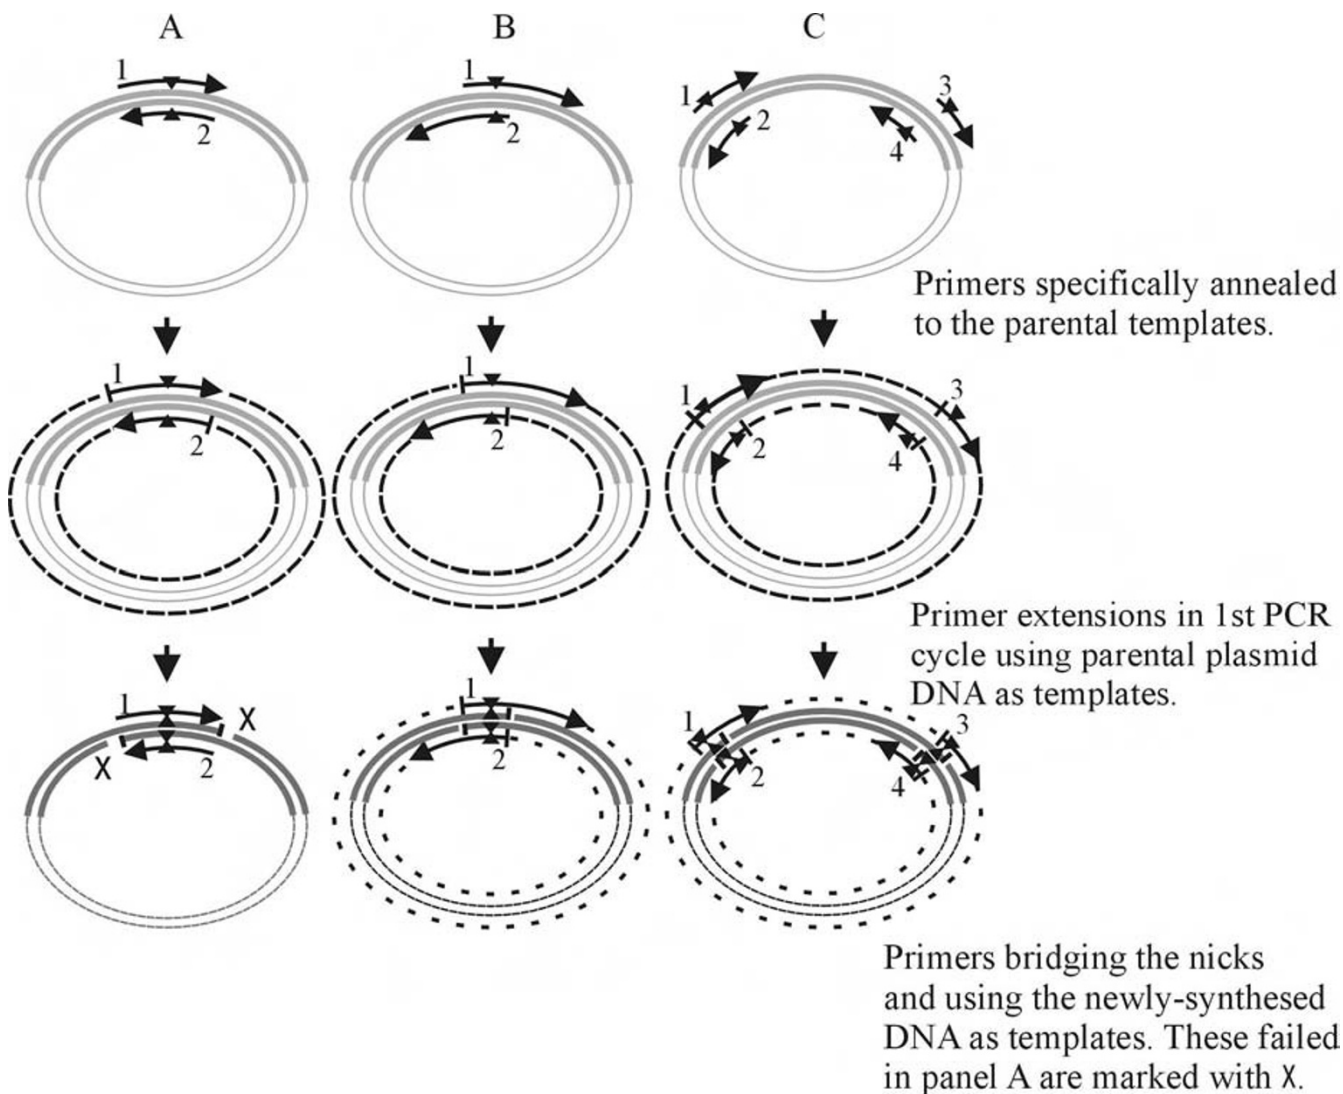 A B C
1 1 1 3
2 2 2 4
Primers specifically annealed
to the parental templates.
1 1 1 3
2 2 2 4
Primer extensions in 1st PCR
cycle using parental plasmid
DNA as templates.
1 X 1 1 3
X 2 2 2 4
Primers bridging the nicks
and using the newly-synthesed
DNA as templates. These failed
in panel A are marked with X.